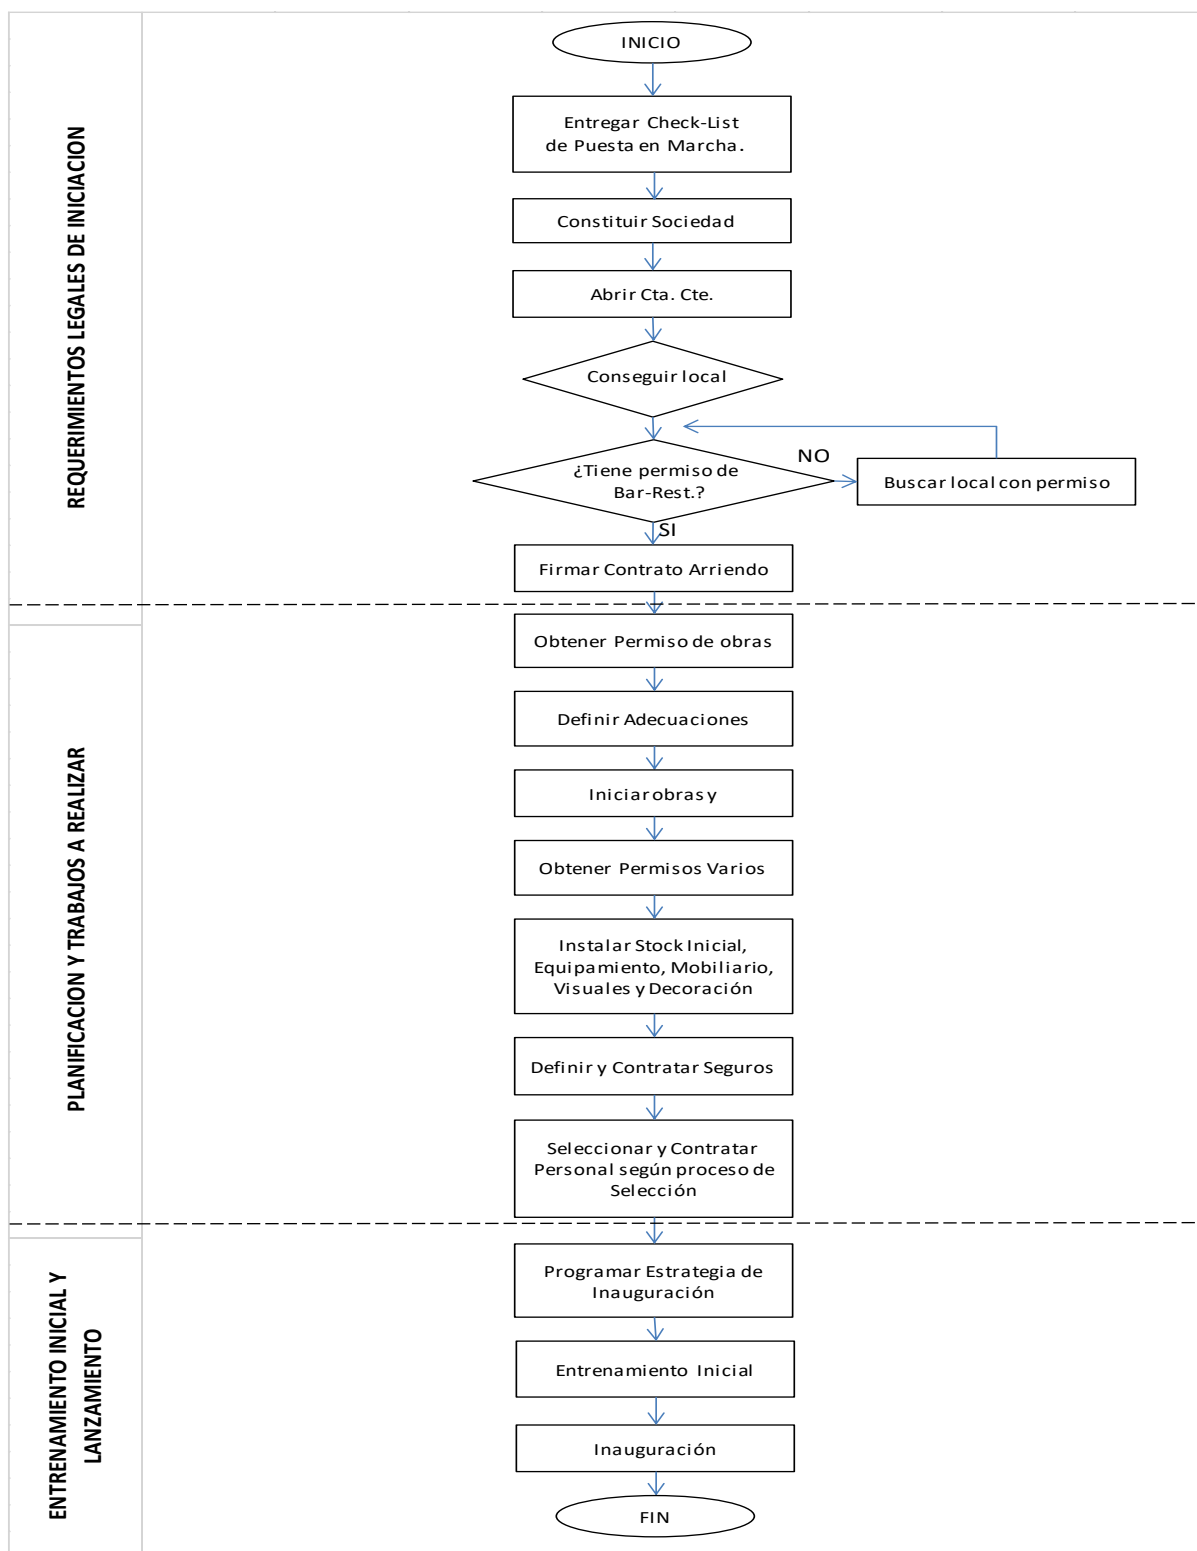 REQUERIMIENTOS LEGALES DE INICIACION
INICIO
Entregar Check-List
de Puesta en Marcha.
Constituir Sociedad
Abrir Cta. Cte.
Conseguir local
¿Tiene permiso de
Bar-Rest.?
NO
Buscar local con permiso
SI
Firmar Contrato Arriendo
PLANIFICACION Y TRABAJOS A REALIZAR
Obtener Permiso de obras
Definir Adecuaciones
Iniciar obras y
Obtener Permisos Varios
Instalar Stock Inicial,
Equipamiento, Mobiliario,
Visuales y Decoración
Definir y Contratar Seguros
Seleccionar y Contratar
Personal según proceso de
Selección
ENTRENAMIENTO INICIAL Y
LANZAMIENTO
Programar Estrategia de
Inauguración
Entrenamiento Inicial
Inauguración
FIN